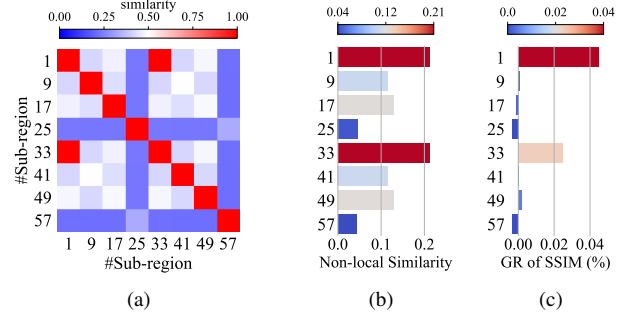 similarity
0.00 0.25 0.50 0.75 1.00
0.04 0.11 0.21
0.0 0.0
1
9
17
25
33
41
49
57
#Sub-region
1 9 17 25 33 41 49 57
#Sub-region
(a)
1
9
17
25
33
41
49
57
0.0 0.1 0.2
Non-local Similarity
(b)
1
9
17
25
33
41
49
57
0.00 0.02 0.04
GR of SSIM (%)
(c)